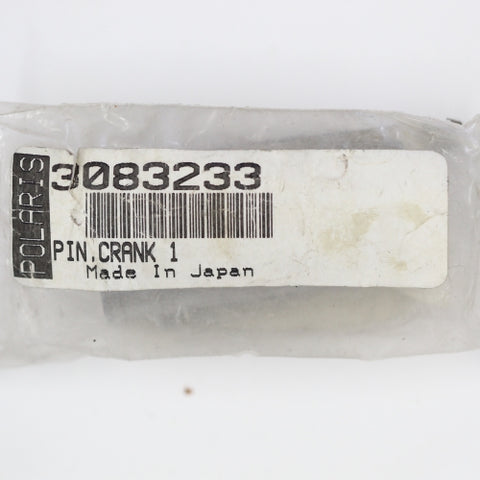 POLARIS
3083233
PIN,CRANK 1
Made In Japan